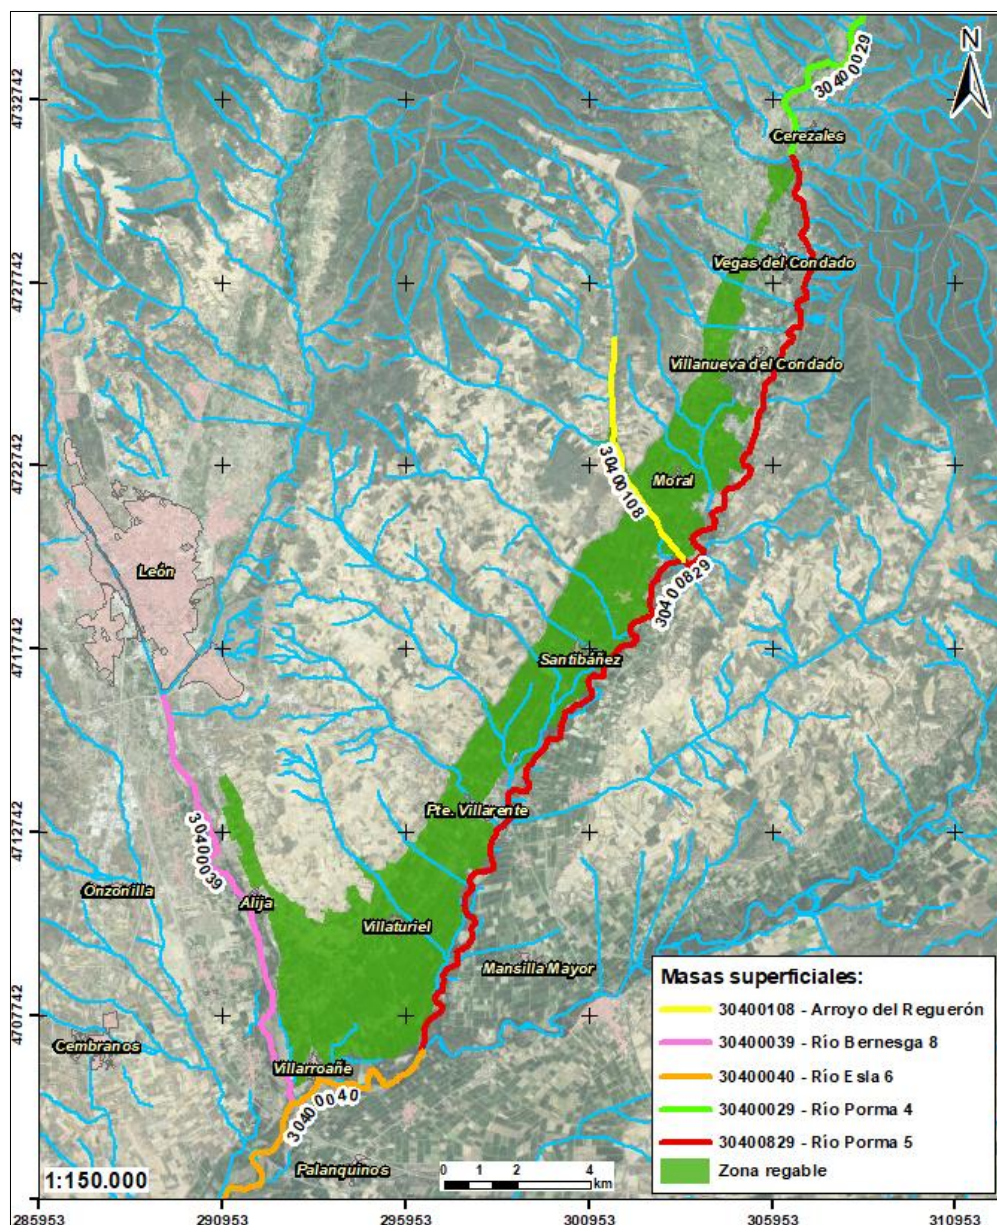 N
30400029
4732742
Cerezales
Vegas del Condado
4727742
Villanueva del Condado
4722742
30400108
Moral
León
30400829
4717742
Santibáñez
Pte. Villarente
4712742
30400039
Onzonilla
Alija
Villaturiel
Mansilla Mayor
4707742
Cembranos
Villarroañe
30400040
Palanquinos
Masas superficiales:
30400108 - Arroyo del Reguerón
30400039 - Río Bernesga 8
30400040 - Río Esla 6
30400029 - Río Porma 4
30400829 - Río Porma 5
Zona regable
1:150.000
0 1 2 4
km
285953 290953 295953 300953 305953 310953